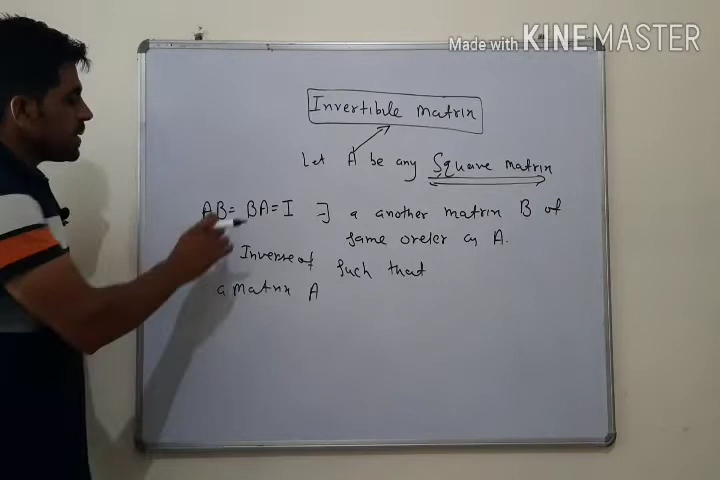 Made with KINEMASTER
Invertible Matrix
Let A be any Square matrix
AB = BA = I ∃ a another matrix B of
same order as A.
Inverse of such that
a matrix A